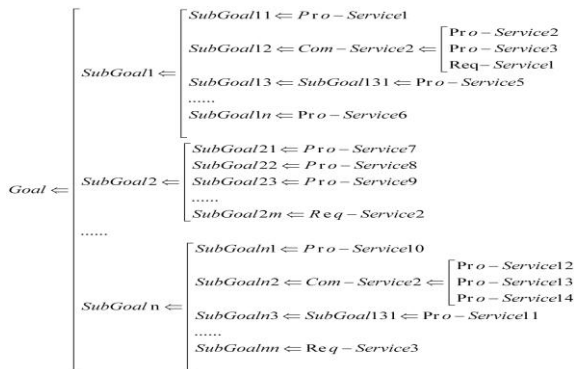 SubGoal11 ⇐ Pro–Service1
Pro–Service2
SubGoal12 ⇐ Com–Service2 ⇐ Pro–Service3
Req–Service1
SubGoal1 ⇐
SubGoal13 ⇐ SubGoal131 ⇐ Pro–Service5
......
SubGoal1n ⇐ Pro–Service6
SubGoal21 ⇐ Pro–Service7
SubGoal22 ⇐ Pro–Service8
Goal ⇐ SubGoal2 ⇐ SubGoal23 ⇐ Pro–Service9
......
SubGoal2m ⇐ Req–Service2
......
SubGoaln1 ⇐ Pro–Service10
Pro–Service12
SubGoaln2 ⇐ Com–Service2 ⇐ Pro–Service13
Pro–Service14
SubGoal n ⇐
SubGoaln3 ⇐ SubGoal131 ⇐ Pro–Service11
......
SubGoalnn ⇐ Req–Service3